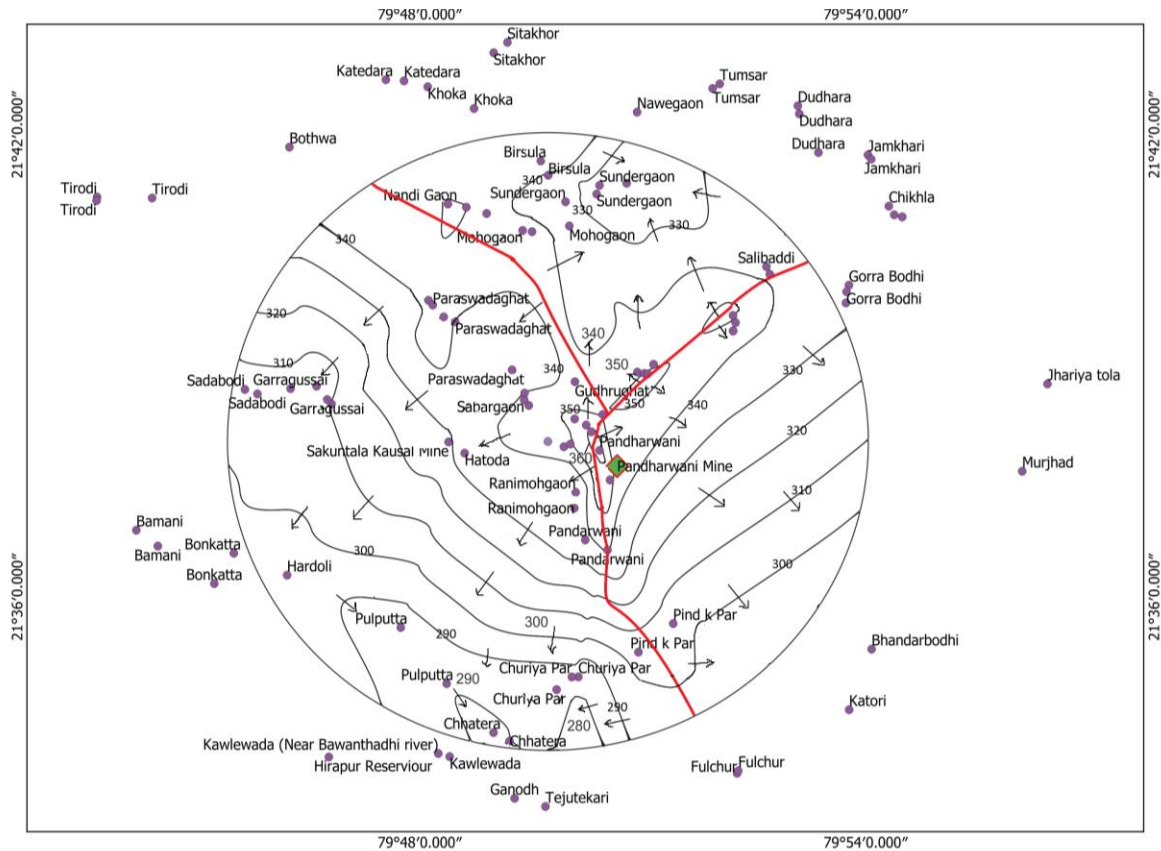 79°48′0.000″
79°54′0.000″
21°42′0.000″
21°42′0.000″
21°36′0.000″
21°36′0.000″
Sitakhor
Sitakhor
Katedara
Katedara
Khoka
Khoka
Tumsar
Tumsar
Nawegaon
Dudhara
Dudhara
Dudhara
Bothwa
Jamkhari
Jamkhari
Birsula
Birsula
340
Sundergaon
Sundergaon
Sundergaon
Tirodi
Tirodi
Tirodi
Nandi Gaon
Chikhla
330
330
Mohogaon
Mohogaon
340
Salibaddi
Gorra Bodhi
Gorra Bodhi
Paraswadaghat
Paraswadaghat
320
340
310
340
350
330
Sadabodi
Garragussai
Paraswadaghat
Gudhrughat
Jhariya tola
Sadabodi
Garragussai
Sabargaon
350
350
340
320
Sakuntala Kausal Mine
Hatoda
360
Pandharwani
Pandharwani Mine
Murjhad
Ranimohgaon
310
Ranimohgaon
Bamani
Bamani
Bonkatta
Bonkatta
Hardoli
300
Pandarwani
Pandarwani
300
Pulputta
290
300
Pind k Par
Pind k Par
Bhandarbodhi
Pulputta
290
Churiya Par
Churiya Par
Churiya Par
290
280
Katori
Chhatera
Chhatera
Kawlewada (Near Bawanthadhi river)
Hirapur Reserviour
Kawlewada
Fulchur
Fulchur
Ganodh
Tejutekari
79°48′0.000″
79°54′0.000″